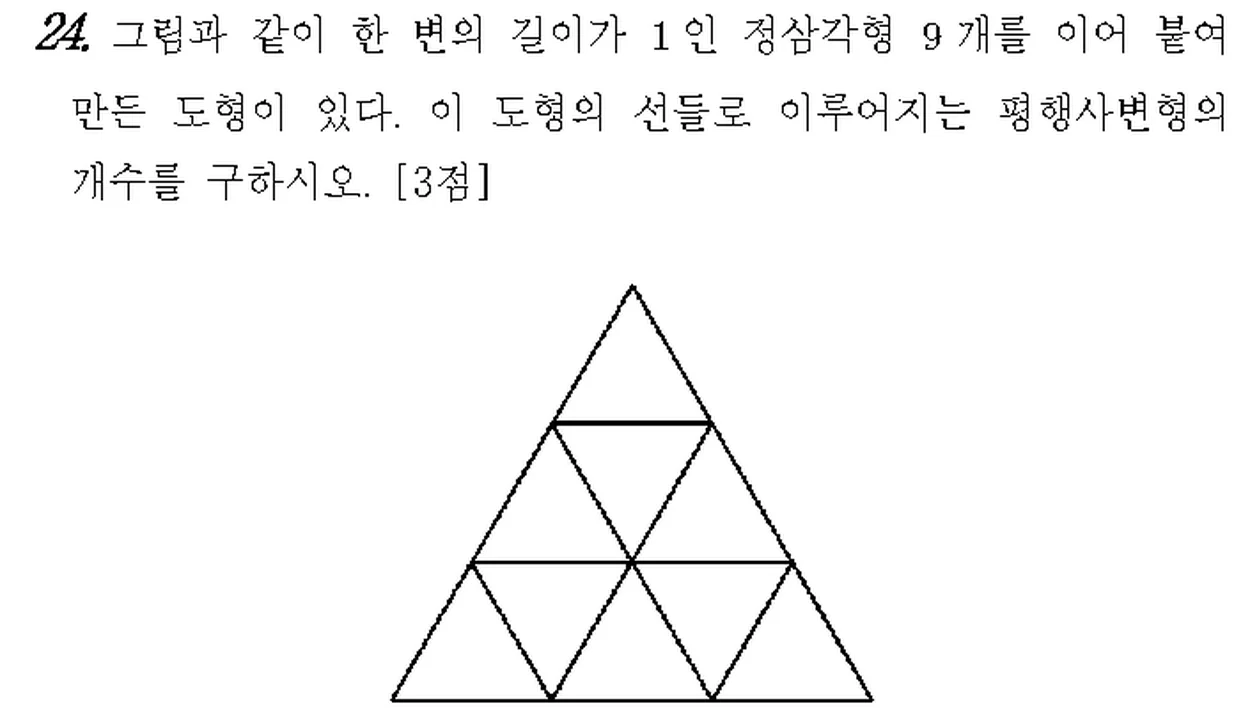 24. 그림과 같이 한 변의 길이가 1인 정삼각형 9개를 이어 붙여
만든 도형이 있다. 이 도형의 선들로 이루어지는 평행사변형의
개수를 구하시오. [3점]